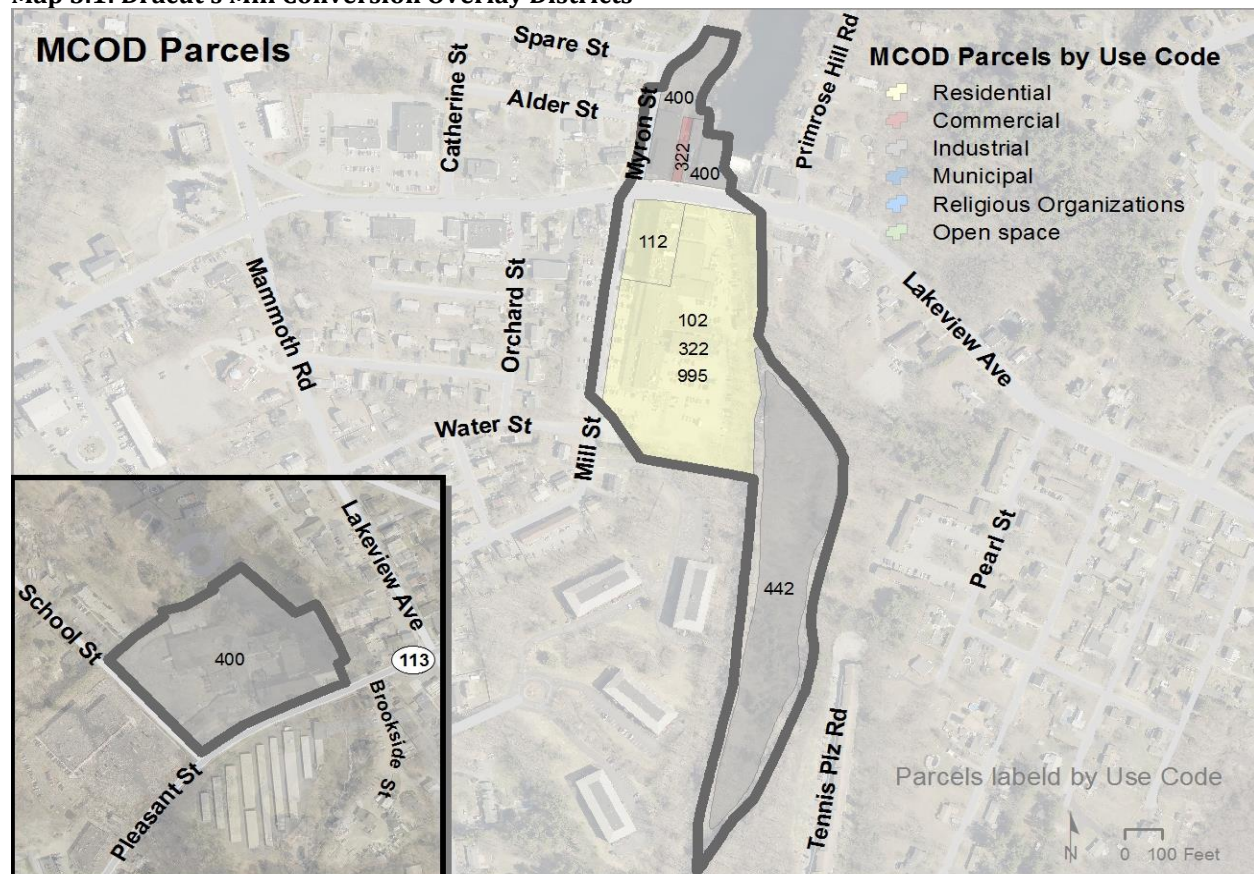 Map 3.1: Dracut's Mill Conversion Overlay Districts
MCOD Parcels
MCOD Parcels by Use Code
Residential
Commercial
Industrial
Municipal
Religious Organizations
Open space
Spare St
Alder St
Catherine St
Myron St
Primrose Hill Rd
400
322
400
112
102
322
995
Mammoth Rd
Orchard St
Water St
Mill St
Lakeview Ave
Pearl St
442
Tennis Plz Rd
School St
Lakeview Ave
400
113
Brookside St
Pleasant St
Parcels labeld by Use Code
N
0 100 Feet